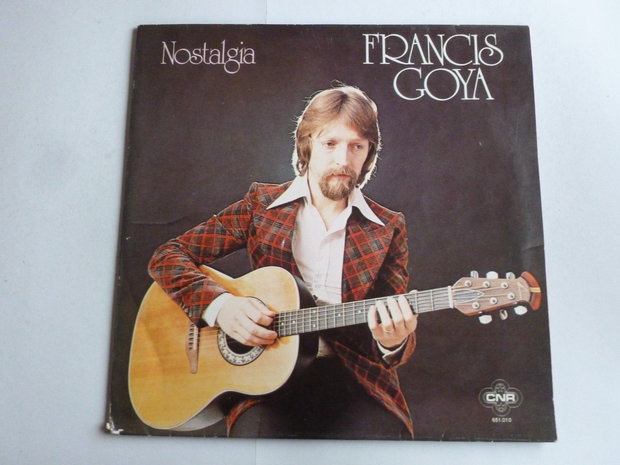 Nostalgia
FRANCIS
GOYA
CNR
651.010